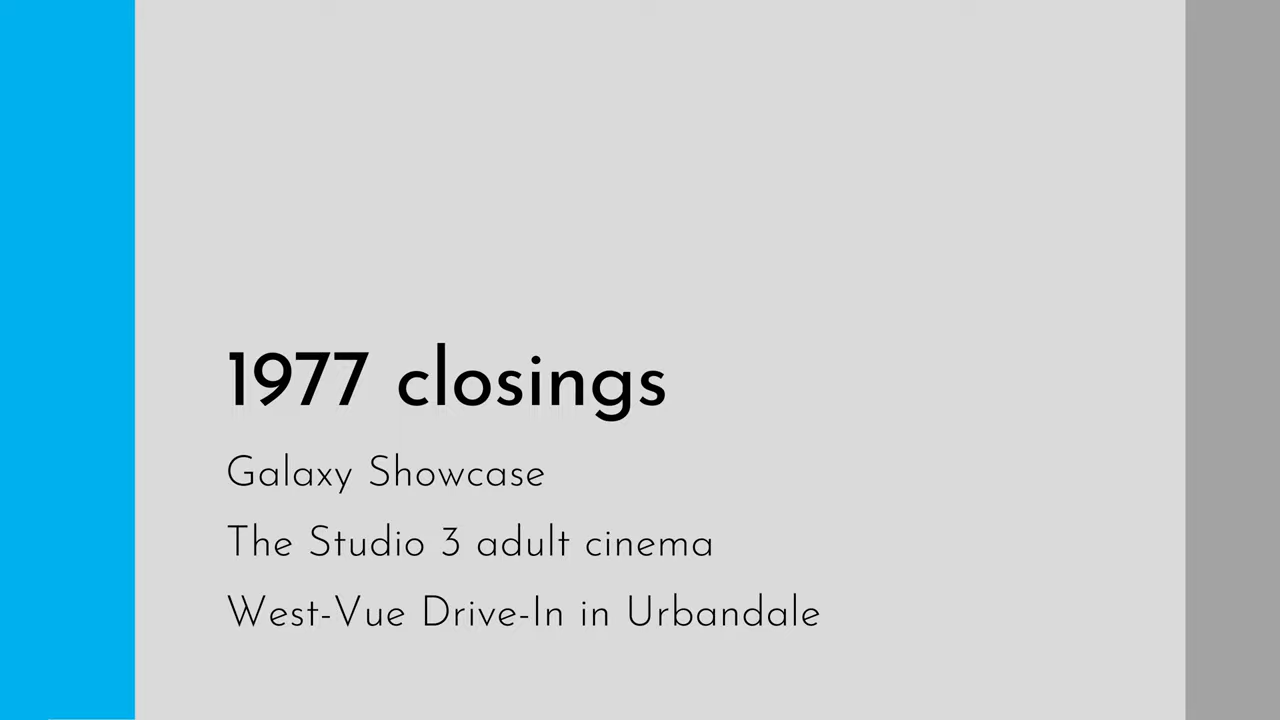 1977 closings
Galaxy Showcase
The Studio 3 adult cinema
West-Vue Drive-In in Urbandale